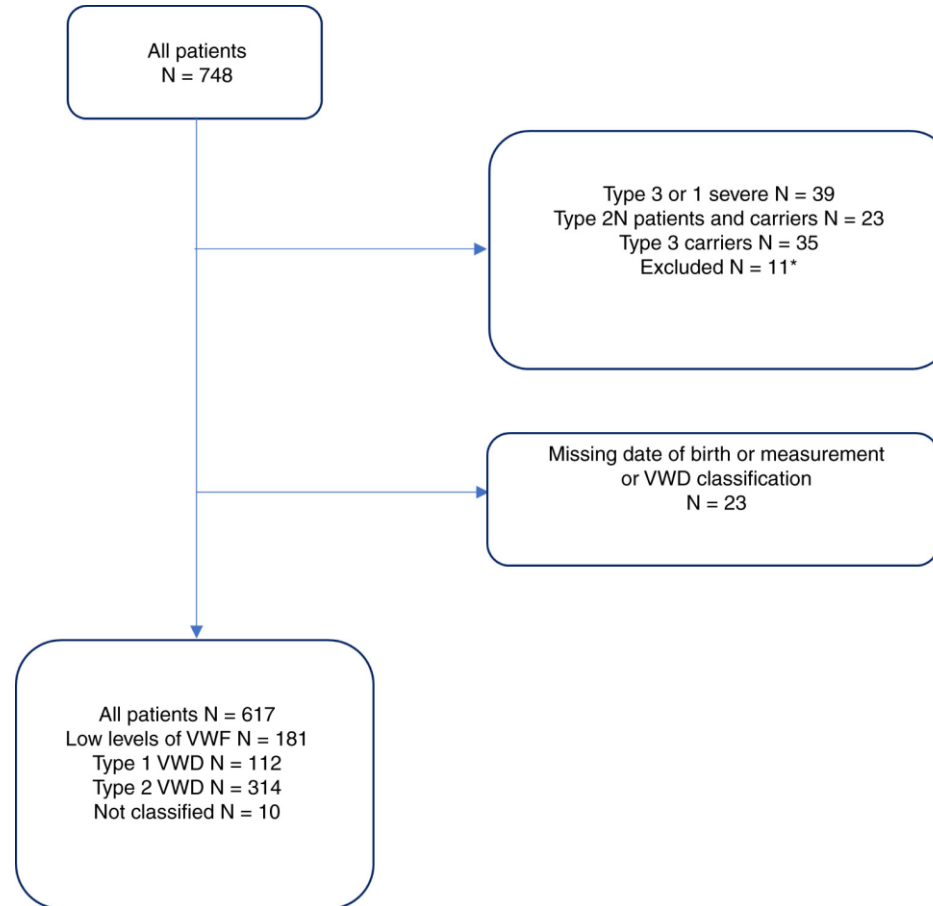 All patients
N = 748
Type 3 or 1 severe N = 39
Type 2N patients and carriers N = 23
Type 3 carriers N = 35
Excluded N = 11*
Missing date of birth or measurement
or VWD classification
N = 23
All patients N = 617
Low levels of VWF N = 181
Type 1 VWD N = 112
Type 2 VWD N = 314
Not classified N = 10